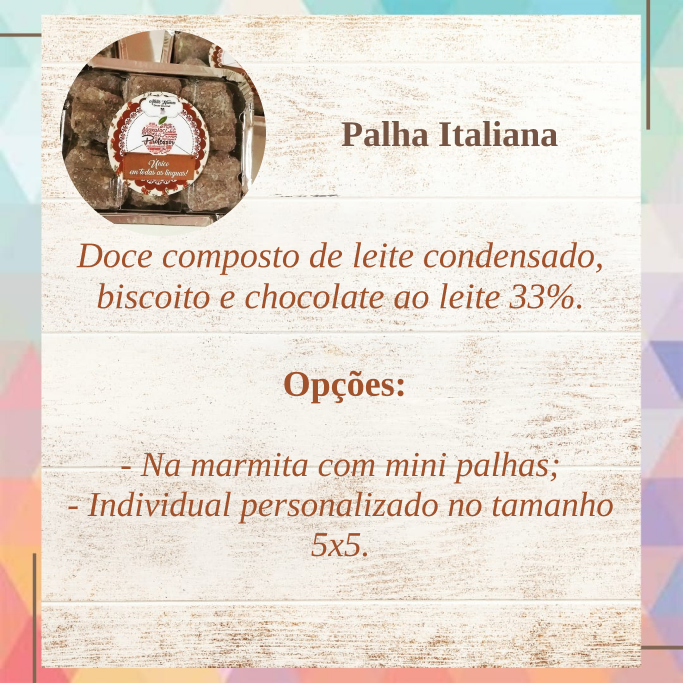 Palha Italiana
Único
em todas as línguas!
Doce composto de leite condensado,
biscoito e chocolate ao leite 33%.
Opções:
- Na marmita com mini palhas;
- Individual personalizado no tamanho
5x5.